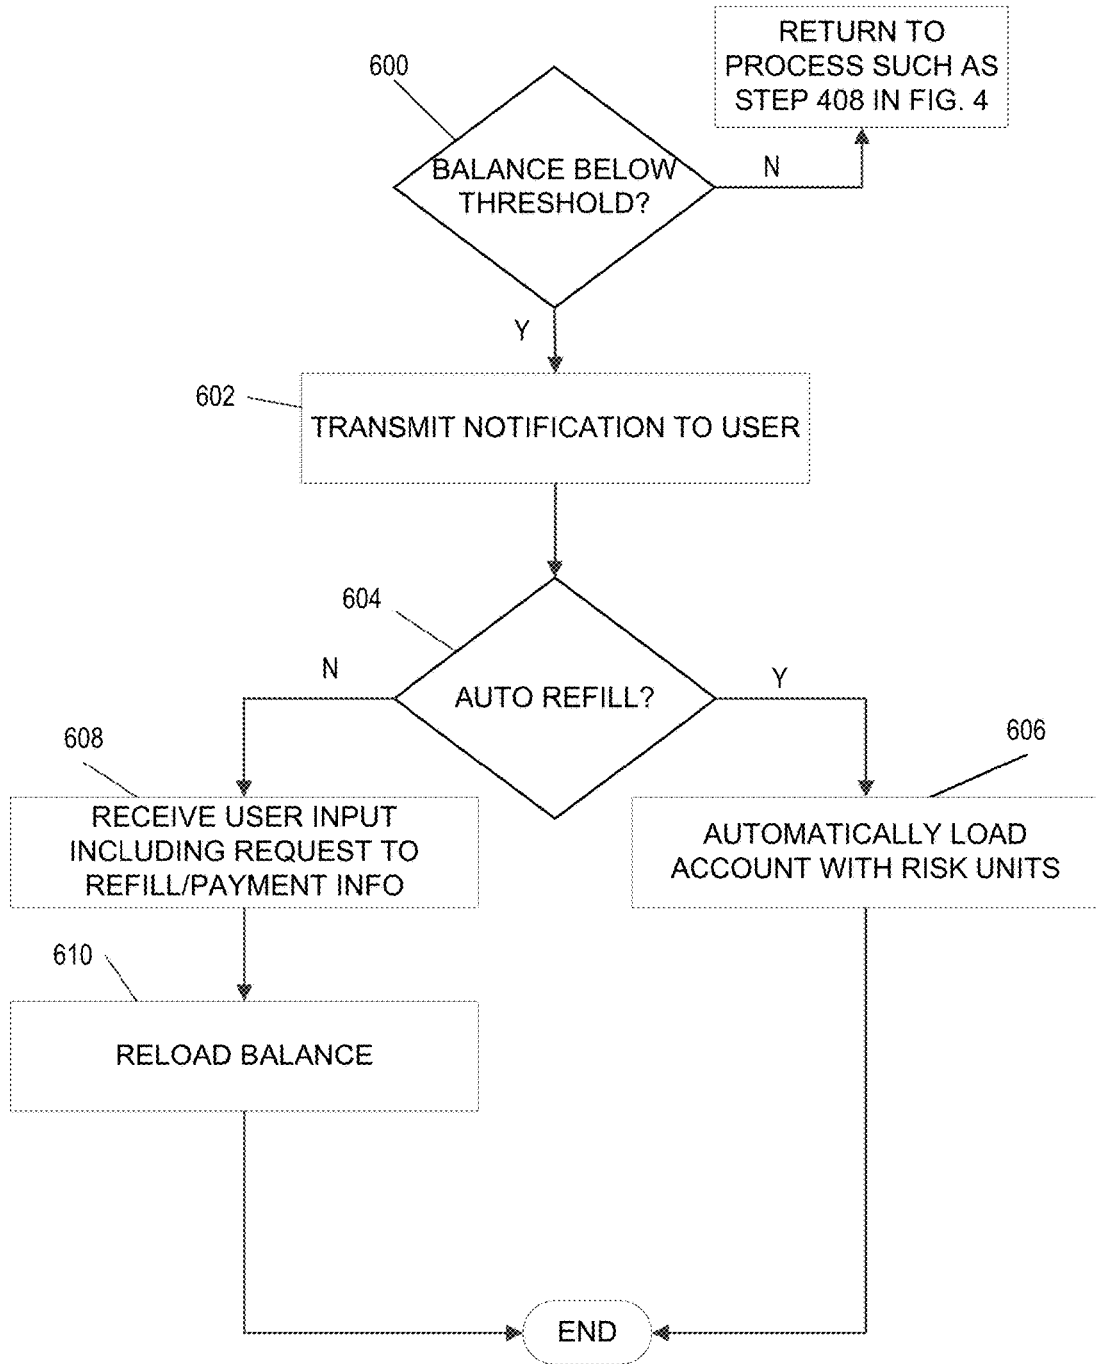 RETURN TO
PROCESS SUCH AS
STEP 408 IN FIG. 4
600
BALANCE BELOW
THRESHOLD?
N
Y
602
TRANSMIT NOTIFICATION TO USER
604
N
AUTO REFILL?
Y
608
606
RECEIVE USER INPUT
INCLUDING REQUEST TO
REFILL/PAYMENT INFO
AUTOMATICALLY LOAD
ACCOUNT WITH RISK UNITS
610
RELOAD BALANCE
END